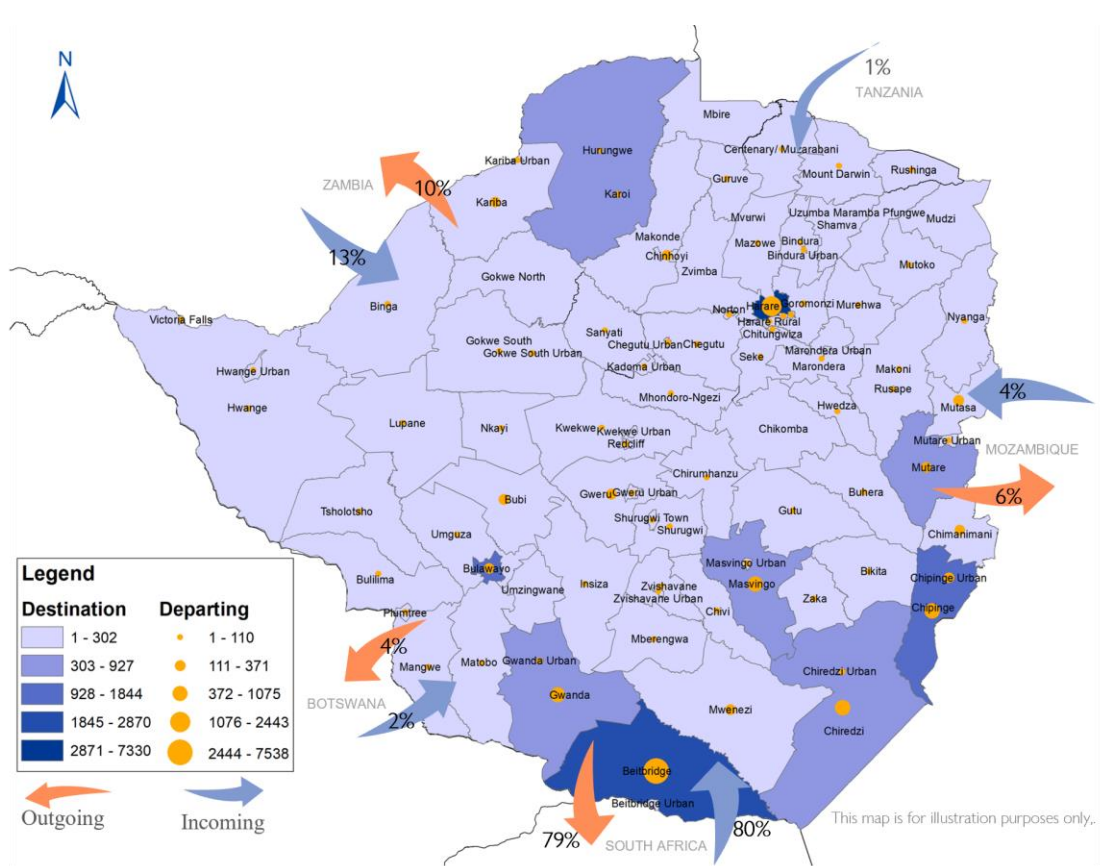 N
1%
TANZANIA
Mbire
Centenary/ Muzarabani
Kariba Urban
Hurungwe
Mount Darwin
Rushinga
ZAMBIA
10%
Guruve
Karoi
Kariba
Mvurwi
Uzumba Maramba Pfungwe
Shamva
Mudzi
Makonde
Mazowe
Bindura
Bindura Urban
Chinhoyi
13%
Zvimba
Mutoko
Gokwe North
Binga
Harare
Goromonzi
Murehwa
Norton
Victoria Falls
Harare Rural
Nyanga
Sanyati
Chitungwiza
Gokwe South
Chegutu Urban
Chegutu
Gokwe South Urban
Seke
Marondera Urban
Marondera
Kadoma Urban
Hwange Urban
Makoni
Rusape
4%
Mhondoro-Ngezi
Hwange
Hwedza
Mutasa
Lupane
Nkayi
Kwekwe
Kwekwe Urban
Redcliff
Chikomba
Mutare Urban
MOZAMBIQUE
Mutare
Chirumhanzu
Gweru
Gweru Urban
Buhera
6%
Bubi
Tsholotsho
Gutu
Shurugwi Town
Shurugwi
Chimanimani
Umguza
Masvingo Urban
Bulawayo
Bikita
Chipinge Urban
Bulilima
Insiza
Zvishavane
Masvingo
Umzingwane
Zvishavane Urban
Zaka
Chivi
Chipinge
Plumtree
Mberengwa
4%
Mangwe
Matobo
Gwanda Urban
Chiredzi Urban
Gwanda
BOTSWANA
Mwenezi
2%
Chiredzi
Beitbridge
Beitbridge Urban
79%
SOUTH AFRICA
80%
Legend
Destination
1 - 302
303 - 927
928 - 1844
1845 - 2870
2871 - 7330
Departing
1 - 110
111 - 371
372 - 1075
1076 - 2443
2444 - 7538
Outgoing
Incoming
This map is for illustration purposes only,.